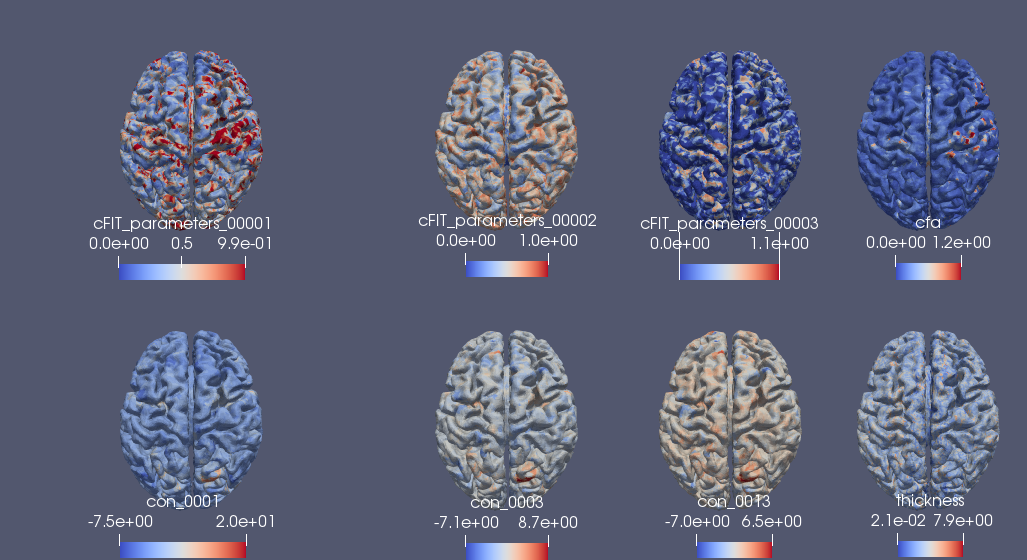 cFIT_parameters_00001
0.0e+00 0.5 9.9e-01
cFIT_parameters_00002
0.0e+00 1.0e+00
cFIT_parameters_00003
0.0e+00 1.1e+00
cfa
0.0e+00 1.2e+00
con_0001
-7.5e+00 2.0e+01
con_0003
-7.1e+00 8.7e+00
con_0013
-7.0e+00 6.5e+00
thickness
2.1e-02 7.9e+00